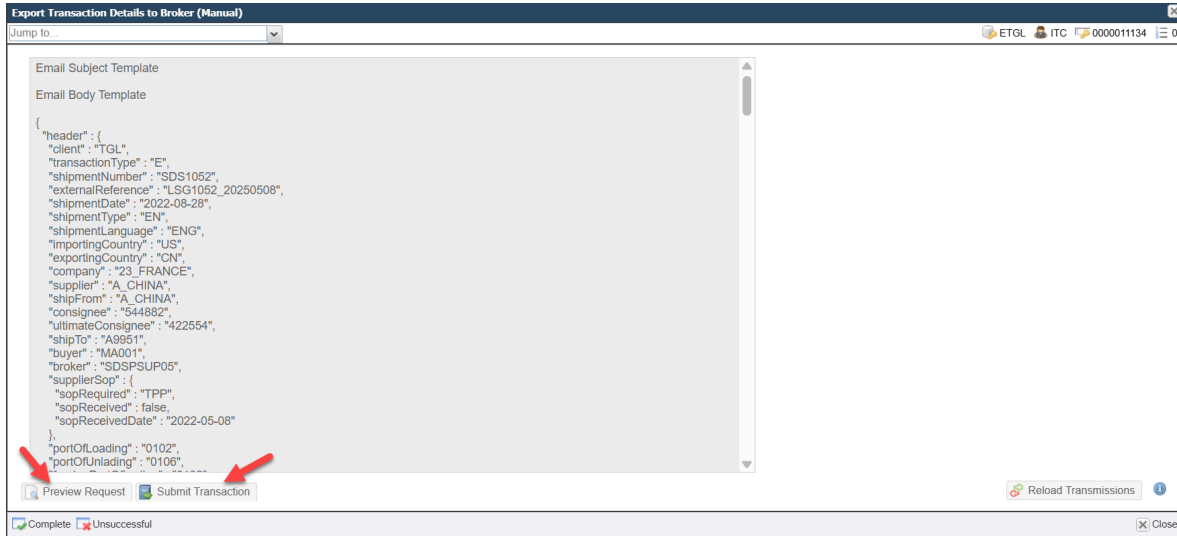 Export Transaction Details to Broker (Manual)
Jump to...
ETGL ITC 0000011134 0
Email Subject Template
Email Body Template
{
"header" : {
"client" : "TGL",
"transactionType" : "E",
"shipmentNumber" : "SDS1052",
"externalReference" : "LSG1052_20250508",
"shipmentDate" : "2022-08-28",
"shipmentType" : "EN",
"shipmentLanguage" : "ENG",
"importingCountry" : "US",
"exportingCountry" : "CN",
"company" : "23_FRANCE",
"supplier" : "A_CHINA",
"shipFrom" : "A_CHINA",
"consignee" : "544882",
"ultimateConsignee" : "422554",
"shipTo" : "A9951",
"buyer" : "MA001",
"broker" : "SDSPSUP05",
"supplierSop" : {
"sopRequired" : "TPP",
"sopReceived" : false,
"sopReceivedDate" : "2022-05-08"
},
"portOfLoading" : "0102",
"portOfUnlading" : "0106",
Preview Request Submit Transaction Reload Transmissions
Complete Unsuccessful Close